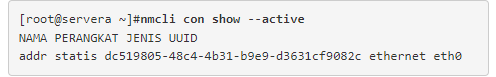 [root@servera ~]#nmcli con show --active
NAMA PERANGKAT JENIS UUID
addr statis dc519805-48c4-4b31-b9e9-d3631cf9082c ethernet eth0